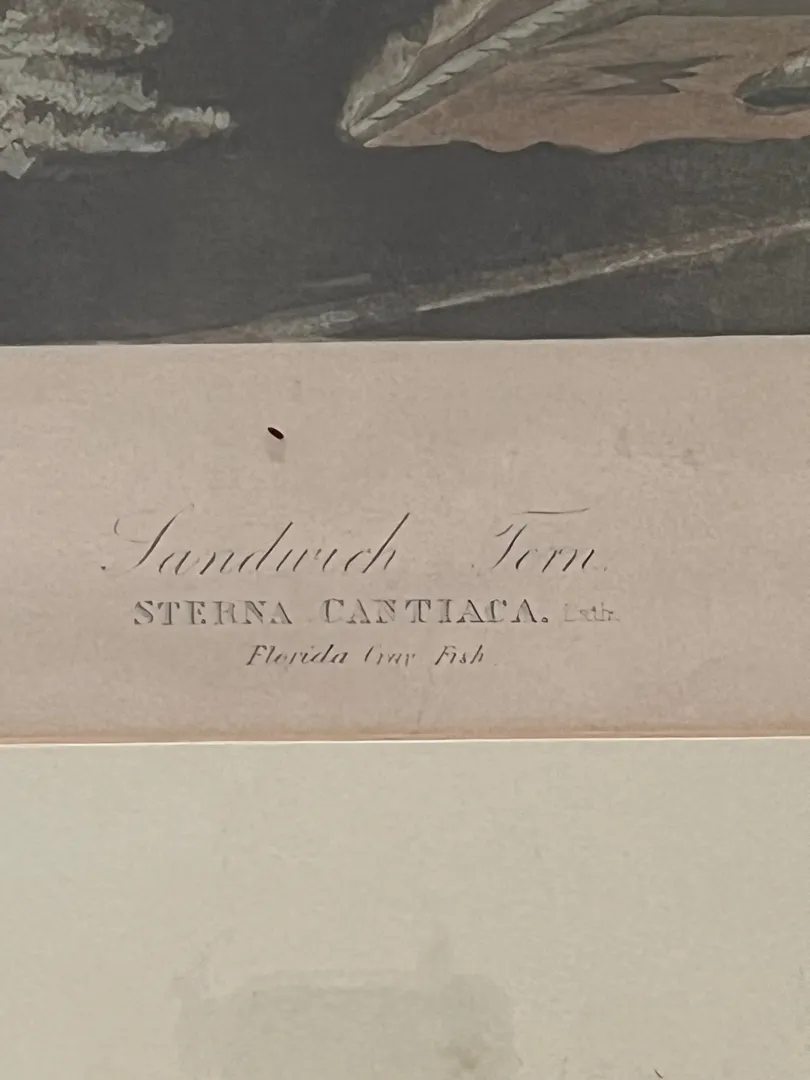 Sandwich Tern.
STERNA CANTIACA. Lath.
Florida Cray Fish